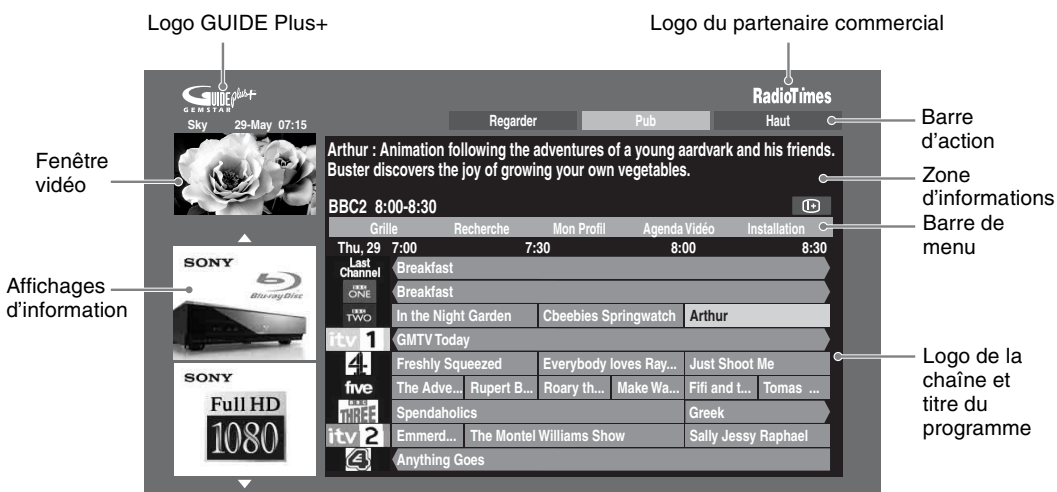 Logo GUIDE Plus+
Logo du partenaire commercial
GUIDE plus+
GEMSTAR
RadioTimes
Sky 29-May 07:15
Regarder Pub Haut
Barre
d'action
Fenêtre
vidéo
Arthur : Animation following the adventures of a young aardvark and his friends.
Buster discovers the joy of growing your own vegetables.
Zone
d'informations
BBC2 8:00-8:30
Grille Recherche Mon Profil Agenda Vidéo Installation
Barre de
menu
Thu, 29 7:00 7:30 8:00 8:30
Last
Channel Breakfast
BBC
ONE Breakfast
BBC
TWO In the Night Garden Cbeebies Springwatch Arthur
itv 1 GMTV Today
4 Freshly Squeezed Everybody loves Ray... Just Shoot Me
five The Adve... Rupert B... Roary th... Make Wa... Fifi and t... Tomas ...
BBC
THREE Spendaholics Greek
itv 2 Emmerd... The Montel Williams Show Sally Jessy Raphael
4 Anything Goes
Affichages
d'information
SONY
Blu-ray Disc
SONY
Full HD
1080
Logo de la
chaîne et
titre du
programme